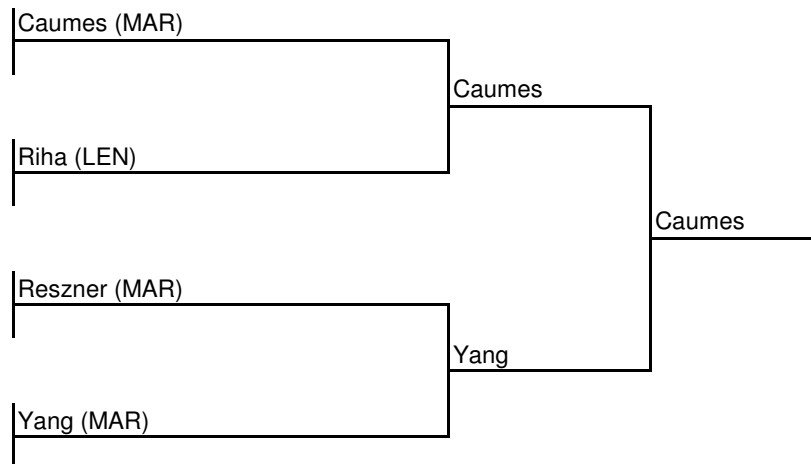 Caumes (MAR)
Caumes
Riha (LEN)
Caumes
Reszner (MAR)
Yang
Yang (MAR)